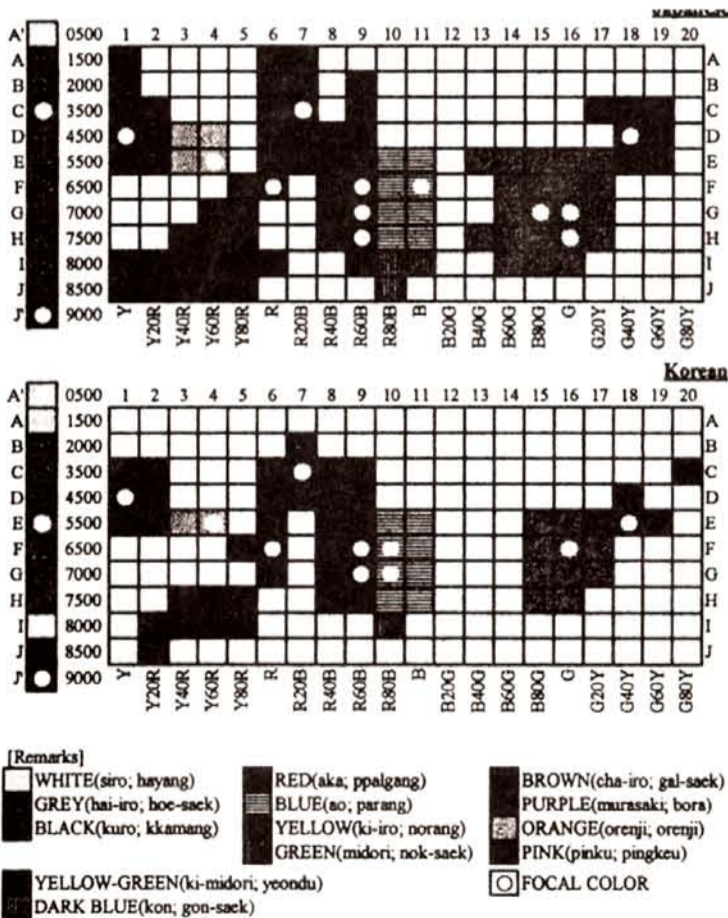 A' 0500 1 2 3 4 5 6 7 8 9 10 11 12 13 14 15 16 17 18 19 20
A 1500 A
B 2000 B
C 3500 C
D 4500 D
E 5500 E
F 6500 F
G 7000 G
H 7500 H
I 8000 I
J 8500 J
J' 9000 Y Y20R Y40R Y60R Y80R R R20B R40B R60B R80B B B20G B40G B60G B80G G G20Y G40Y G60Y G80Y
Korean
A' 0500 1 2 3 4 5 6 7 8 9 10 11 12 13 14 15 16 17 18 19 20
A 1500 A
B 2000 B
C 3500 C
D 4500 D
E 5500 E
F 6500 F
G 7000 G
H 7500 H
I 8000 I
J 8500 J
J' 9000 Y Y20R Y40R Y60R Y80R R R20B R40B R60B R80B B B20G B40G B60G B80G G G20Y G40Y G60Y G80Y
[Remarks]
WHITE(siro; hayang) RED(aka; ppalgang) BROWN(cha-iro; gal-saek)
GREY(hai-iro; hoe-saek) BLUE(ao; parang) PURPLE(murasaki; bora)
BLACK(kuro; kkamang) YELLOW(ki-iro; norang) ORANGE(orenji; orenji)
GREEN(midori; nok-saek) PINK(pinku; pingkeu)
YELLOW-GREEN(ki-midori; yeondu) FOCAL COLOR
DARK BLUE(kon; gon-saek)